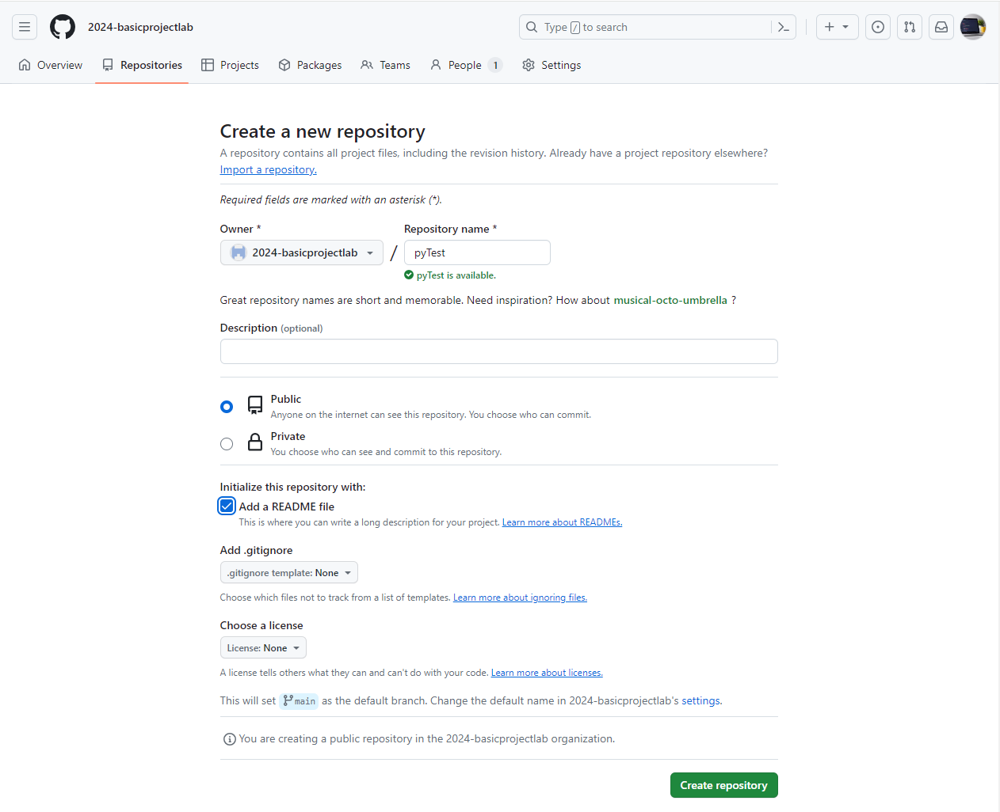 2024-basicprojectlab
Type / to search
Overview
Repositories
Projects
Packages
Teams
People 1
Settings
Create a new repository
A repository contains all project files, including the revision history. Already have a project repository elsewhere?
Import a repository.
Required fields are marked with an asterisk (*).
Owner *
Repository name *
2024-basicprojectlab
/
pyTest
pyTest is available.
Great repository names are short and memorable. Need inspiration? How about musical-octo-umbrella ?
Description (optional)
Public
Anyone on the internet can see this repository. You choose who can commit.
Private
You choose who can see and commit to this repository.
Initialize this repository with:
Add a README file
This is where you can write a long description for your project. Learn more about READMEs.
Add .gitignore
.gitignore template: None
Choose which files not to track from a list of templates. Learn more about ignoring files.
Choose a license
License: None
A license tells others what they can and can't do with your code. Learn more about licenses.
This will set main as the default branch. Change the default name in 2024-basicprojectlab's settings.
You are creating a public repository in the 2024-basicprojectlab organization.
Create repository